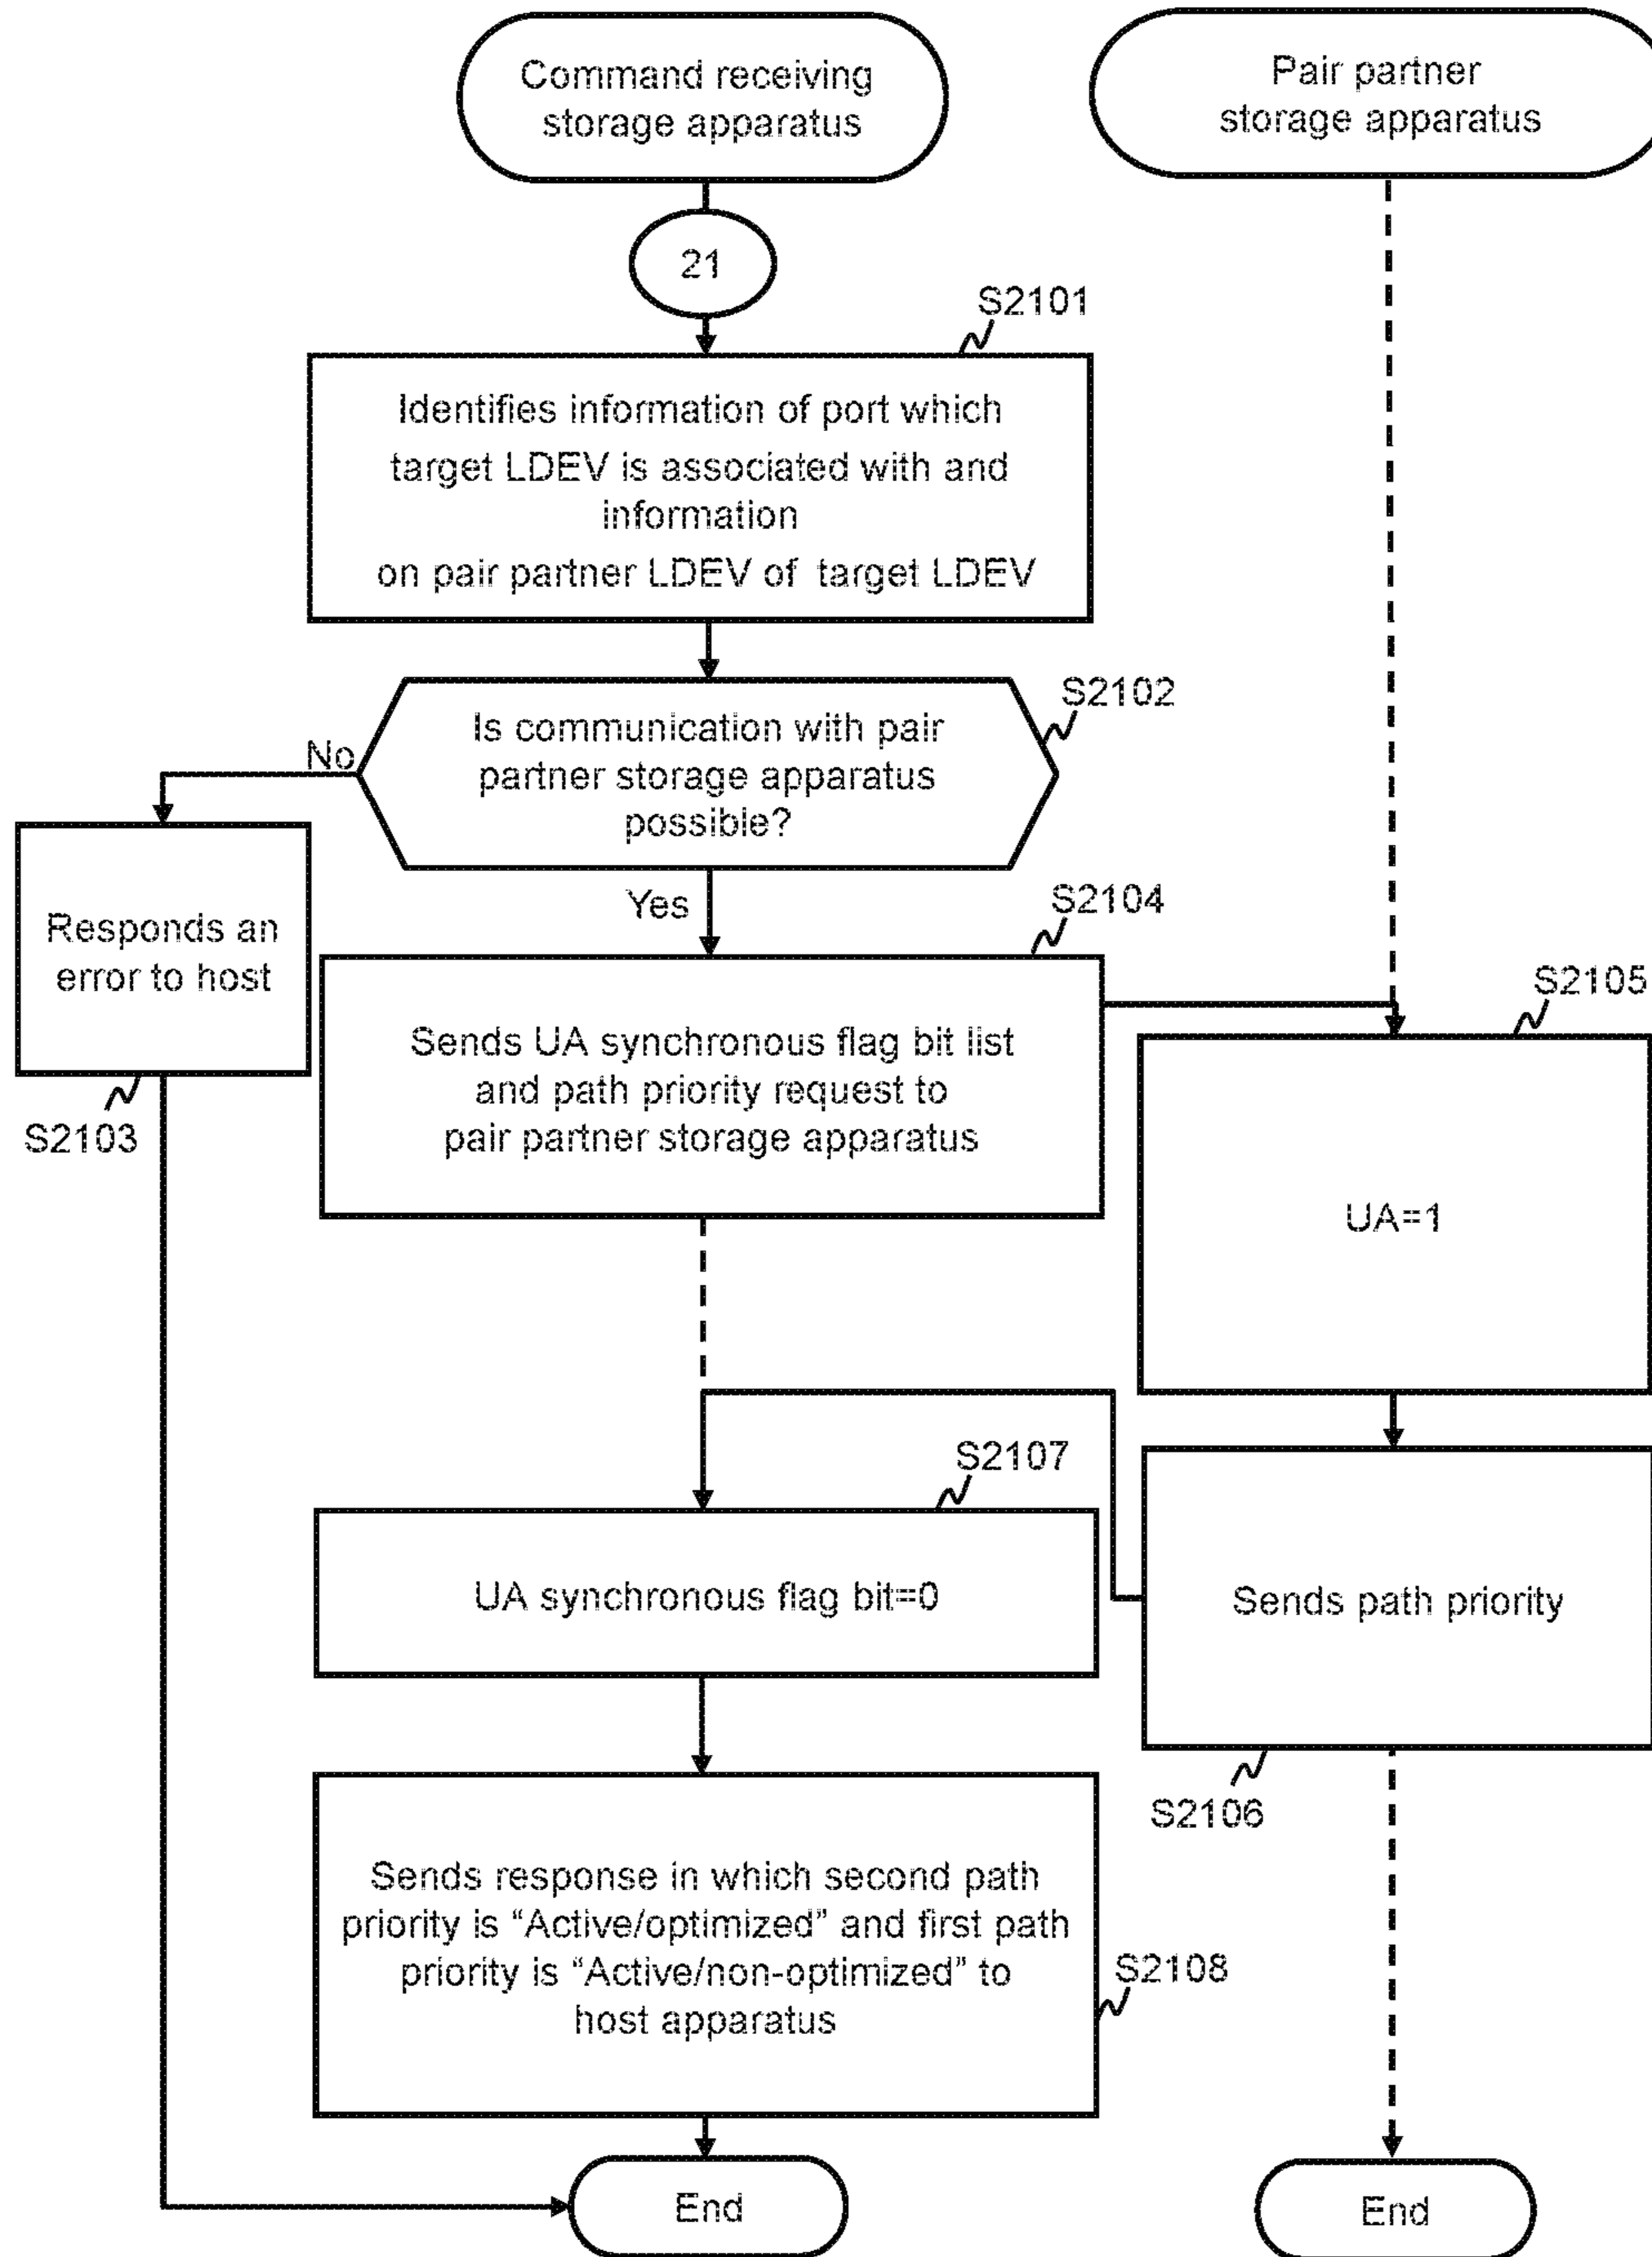 Command receiving
storage apparatus
Pair partner
storage apparatus
21
S2101
Identifies information of port which
target LDEV is associated with and
information
on pair partner LDEV of target LDEV
S2102
Is communication with pair
partner storage apparatus
possible?
No
Yes
Responds an
error to host
S2103
S2104
Sends UA synchronous flag bit list
and path priority request to
pair partner storage apparatus
S2105
UA=1
S2107
UA synchronous flag bit=0
Sends path priority
S2106
Sends response in which second path
priority is “Active/optimized” and first path
priority is “Active/non-optimized” to
host apparatus
S2108
End
End